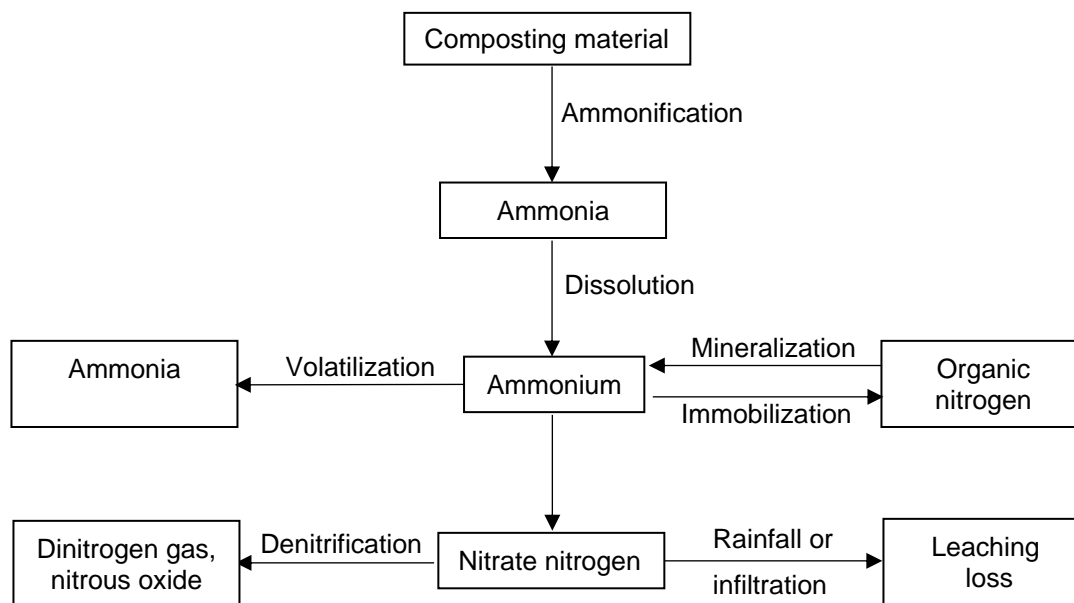 Composting material
Ammonification
Ammonia
Dissolution
Ammonia
Volatilization
Ammonium
Mineralization
Immobilization
Organic
nitrogen
Dinitrogen gas,
nitrous oxide
Denitrification
Nitrate nitrogen
Rainfall or
infiltration
Leaching
loss